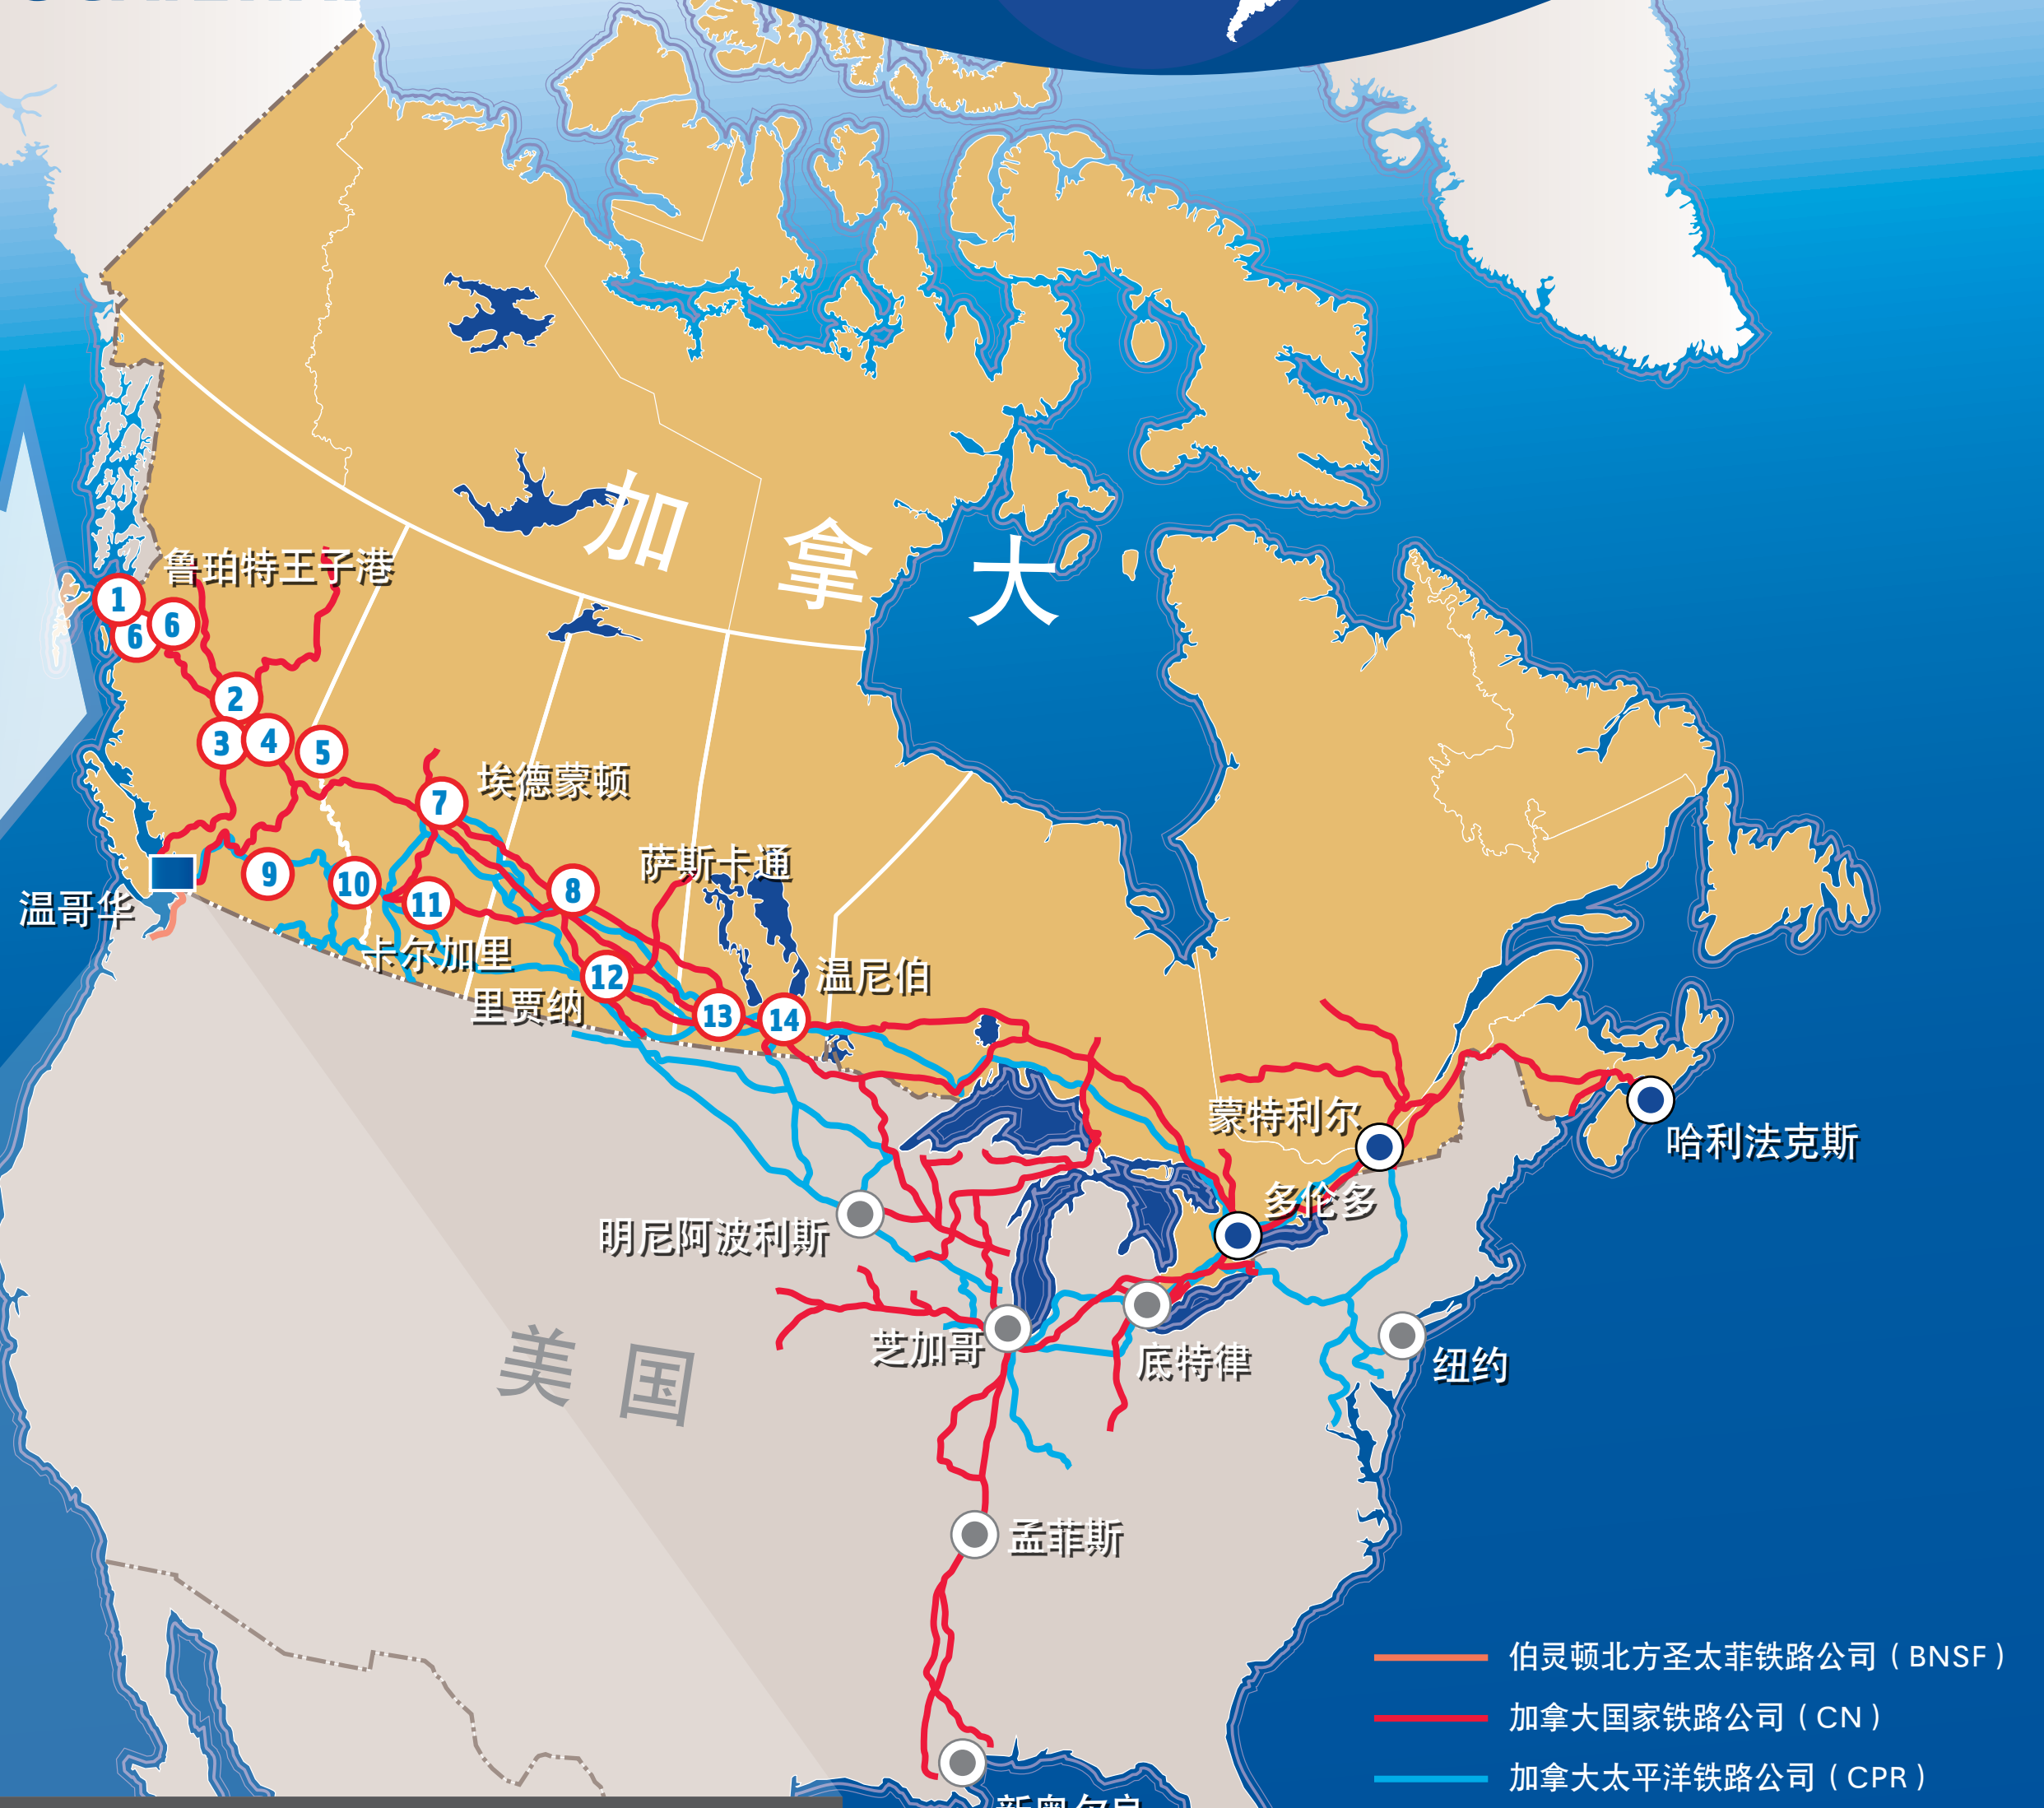 加拿大
鲁珀特王子港
1
6
6
2
3
4
5
7
埃德蒙顿
萨斯卡通
8
9
10
11
温哥华
卡尔加里
里贾纳
12
13
14
温尼伯
蒙特利尔
哈利法克斯
多伦多
明尼阿波利斯
芝加哥
底特律
纽约
美国
孟菲斯
伯灵顿北方圣太菲铁路公司(BNSF)
加拿大国家铁路公司(CN)
加拿大太平洋铁路公司(CPR)